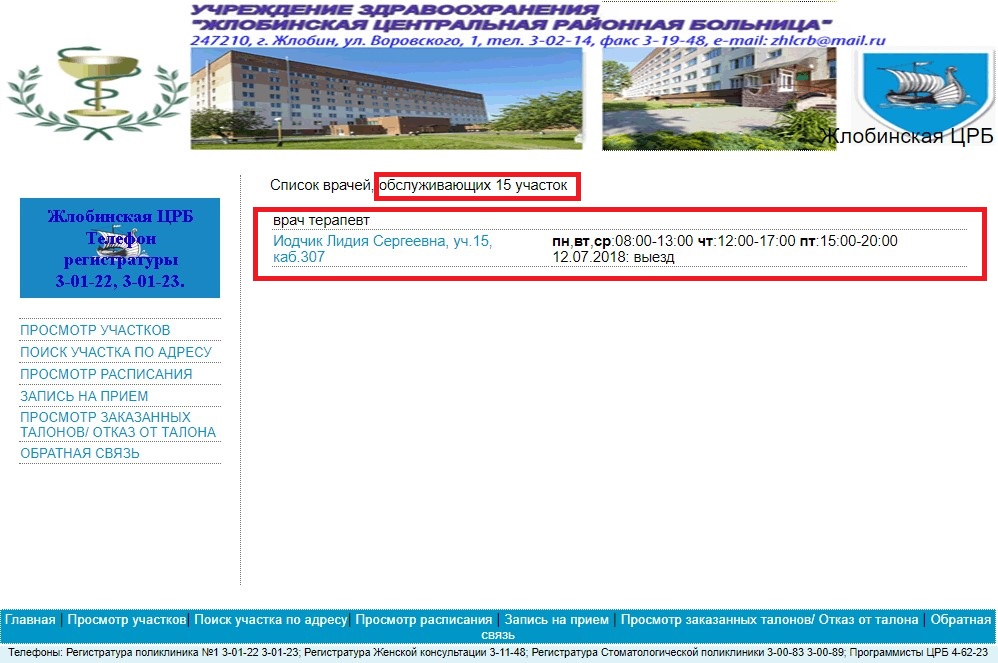 УЧРЕЖДЕНИЕ ЗДРАВООХРАНЕНИЯ
"ЖЛОБИНСКАЯ ЦЕНТРАЛЬНАЯ РАЙОННАЯ БОЛЬНИЦА"
247210, г. Жлобин, ул. Воровского, 1, тел. 3-02-14, факс 3-19-48, e-mail: zhlcrb@mail.ru
Жлобинская ЦРБ
Жлобинская ЦРБ
Телефон
регистратуры
3-01-22, 3-01-23.
ПРОСМОТР УЧАСТКОВ
ПОИСК УЧАСТКА ПО АДРЕСУ
ПРОСМОТР РАСПИСАНИЯ
ЗАПИСЬ НА ПРИЕМ
ПРОСМОТР ЗАКАЗАННЫХ
ТАЛОНОВ/ ОТКАЗ ОТ ТАЛОНА
ОБРАТНАЯ СВЯЗЬ
Список врачей, обслуживающих 15 участок
врач терапевт
Иодчик Лидия Сергеевна, уч.15, пн,вт,ср:08:00-13:00 чт:12:00-17:00 пт:15:00-20:00
каб.307 12.07.2018: выезд
Главная | Просмотр участков| Поиск участка по адресу| Просмотр расписания | Запись на прием | Просмотр заказанных талонов/ Отказ от талона | Обратная
связь
Телефоны: Регистратура поликлиника №1 3-01-22 3-01-23; Регистратура Женской консультации 3-11-48; Регистратура Стоматологической поликлиники 3-00-83 3-00-89; Программисты ЦРБ 4-62-23